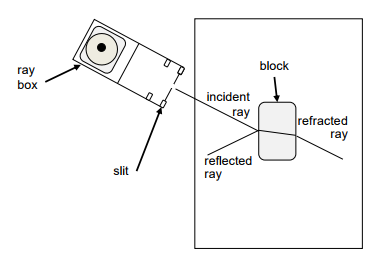 ray
box
slit
incident
ray
reflected
ray
block
refracted
ray